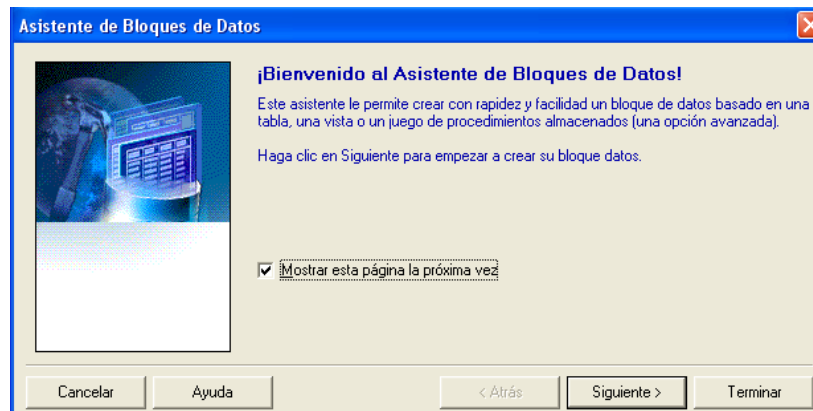 Asistente de Bloques de Datos
¡Bienvenido al Asistente de Bloques de Datos!
Este asistente le permite crear con rapidez y facilidad un bloque de datos basado en una
tabla, una vista o un juego de procedimientos almacenados (una opción avanzada).
Haga clic en Siguiente para empezar a crear su bloque datos.
Mostrar esta página la próxima vez
Cancelar
Ayuda
< Atrás
Siguiente >
Terminar